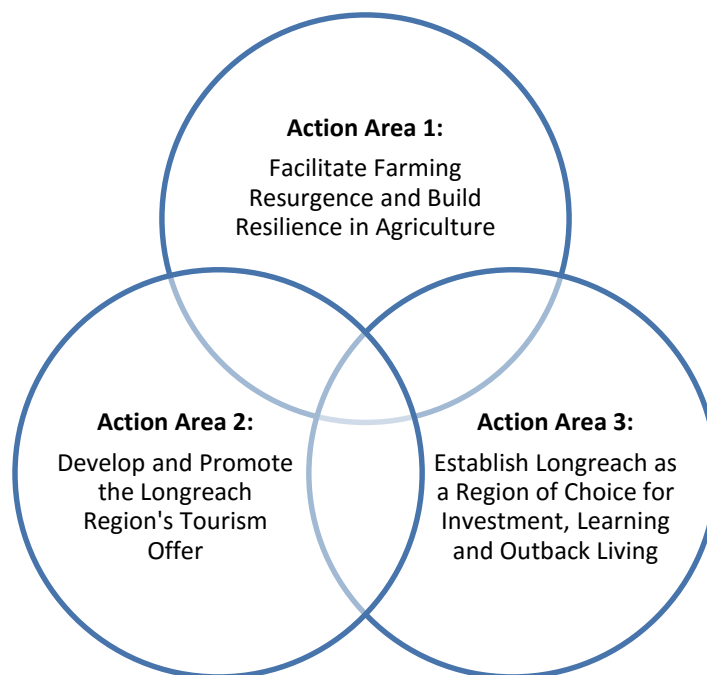 Action Area 1:
Facilitate Farming
Resurgence and Build
Resilience in Agriculture
Action Area 2:
Develop and Promote
the Longreach
Region's Tourism
Offer
Action Area 3:
Establish Longreach as
a Region of Choice for
Investment, Learning
and Outback Living